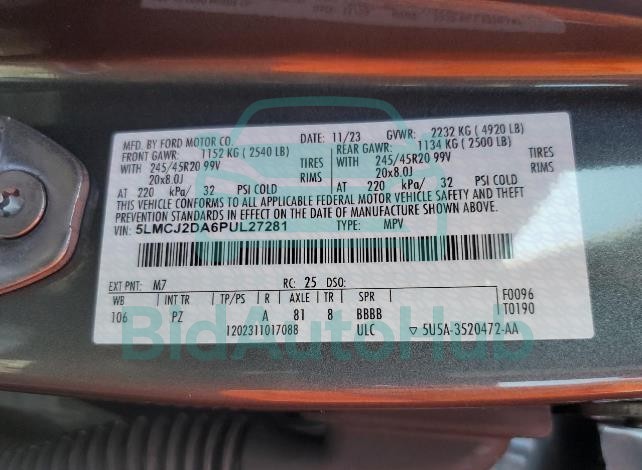 MFD. BY FORD MOTOR CO. DATE: 11/23 GVWR: 2232 KG ( 4920 LB)
FRONT GAWR: 1152 KG ( 2540 LB) REAR GAWR: 1134 KG ( 2500 LB)
WITH 245/45R20 99V TIRES WITH 245/45R20 99V TIRES
20x8.0J RIMS 20x8.0J RIMS
AT 220 kPa/ 32 PSI COLD AT 220 kPa/ 32 PSI COLD
THIS VEHICLE CONFORMS TO ALL APPLICABLE FEDERAL MOTOR VEHICLE SAFETY AND THEFT
PREVENTION STANDARDS IN EFFECT ON THE DATE OF MANUFACTURE SHOWN ABOVE.
VIN: 5LMCJ2DA6PUL27281 TYPE: MPV
EXT PNT: M7 RC: 25 DSO: F0096
WB INT TR TP/PS R AXLE TR SPR T0190
106 PZ A 81 8 BBBB
1202311017088 ULC ▽ 5U5A-3520472-AA
BidAutoHub